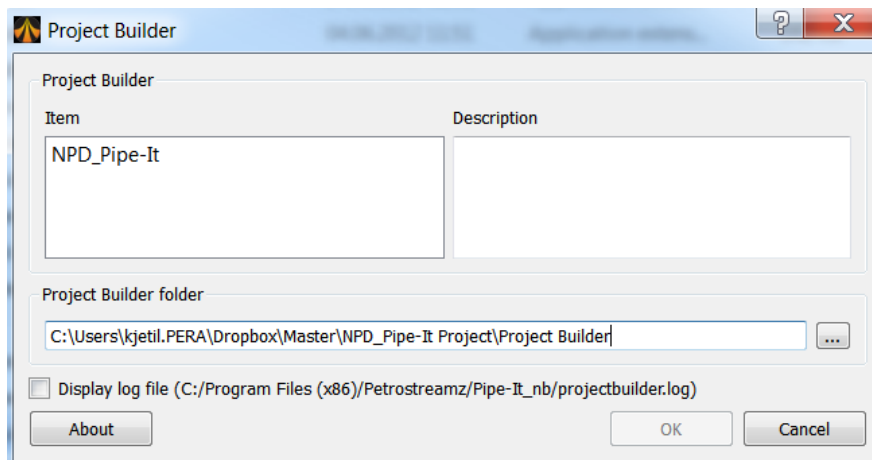 Project Builder
Project Builder
Item Description
NPD_Pipe-It
Project Builder folder
C:\Users\kjetil.PERA\Dropbox\Master\NPD_Pipe-It Project\Project Builder
...
Display log file (C:/Program Files (x86)/Petrostreamz/Pipe-It_nb/projectbuilder.log)
About OK Cancel